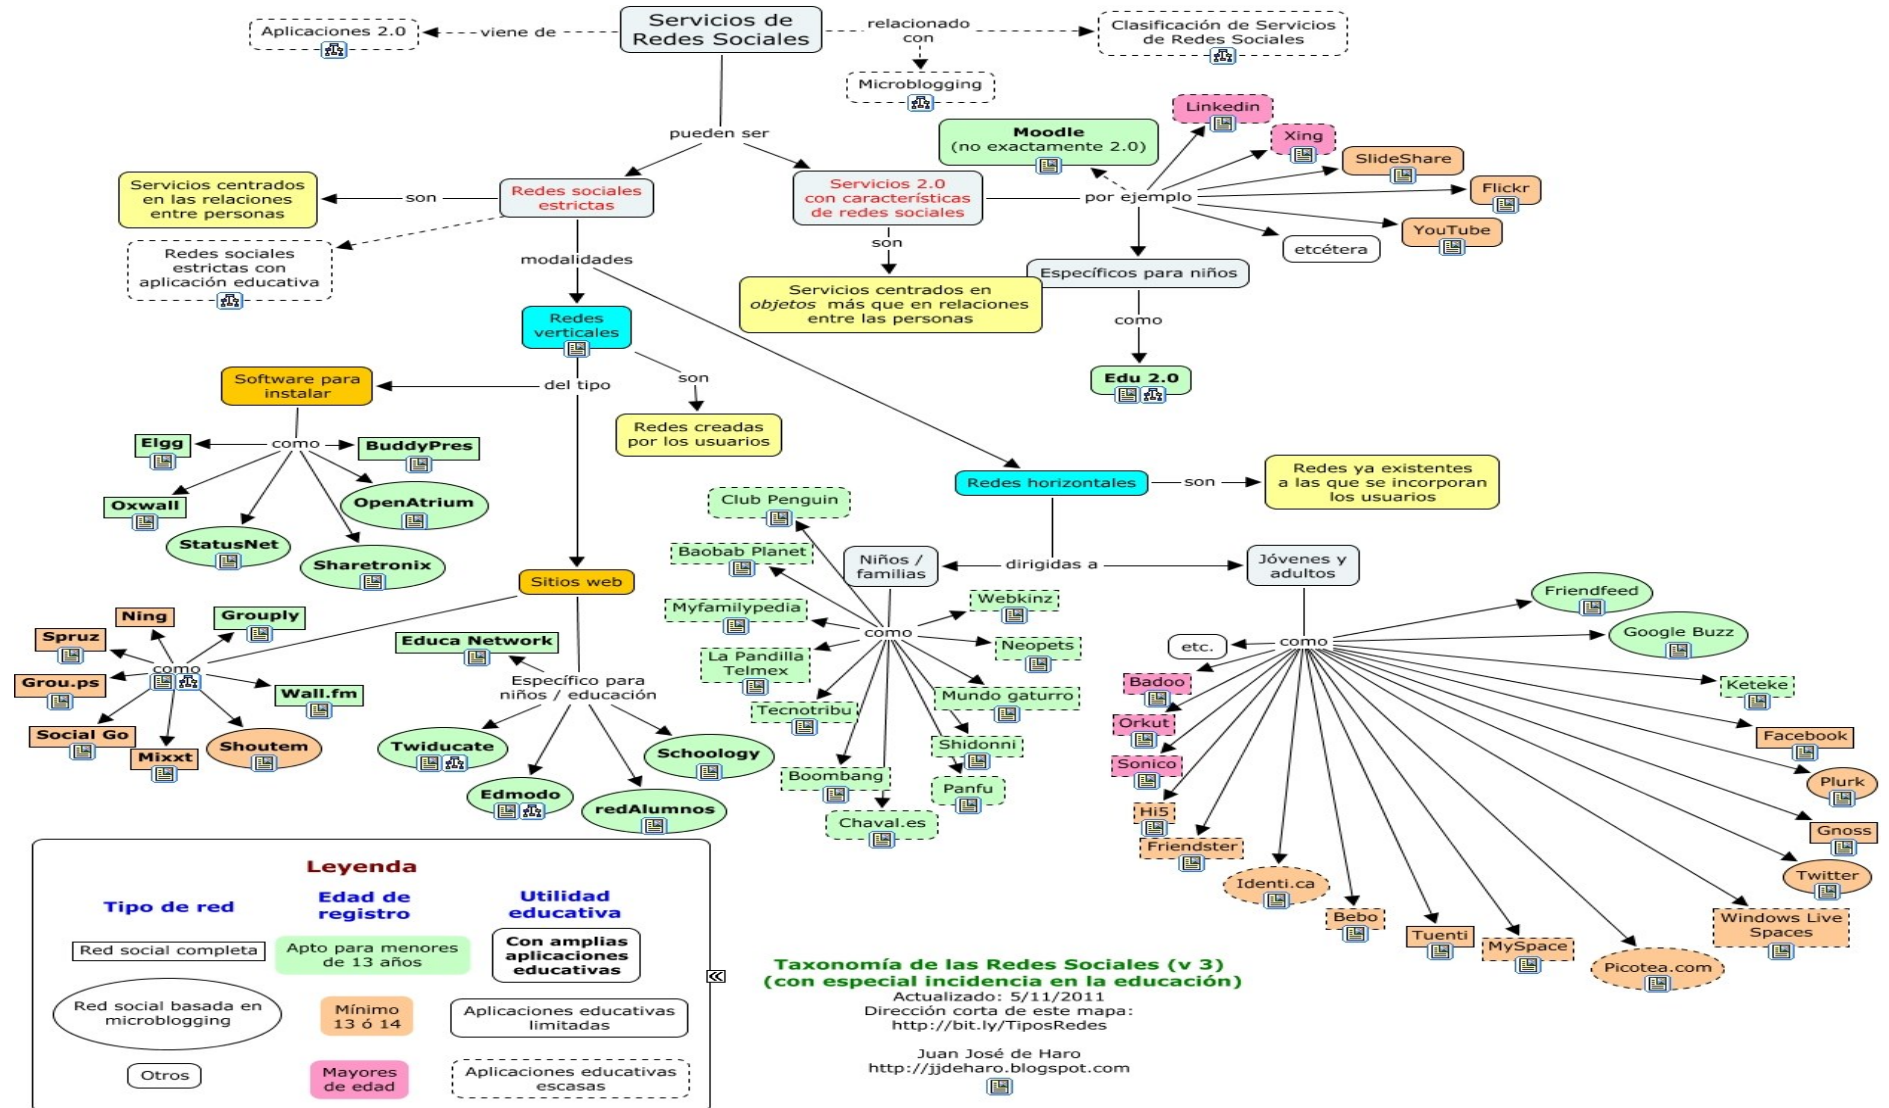 Servicios de
Redes Sociales
Aplicaciones 2.0
viene de
relacionado
con
Clasificación de Servicios
de Redes Sociales
Microblogging
pueden ser
Moodle
(no exactamente 2.0)
Linkedin
Xing
SlideShare
Flickr
YouTube
etcétera
por ejemplo
Servicios centrados
en las relaciones
entre personas
son
Redes sociales
estrictas
Servicios 2.0
con características
de redes sociales
Redes sociales
estrictas con
aplicación educativa
modalidades
son
Servicios centrados en
objetos más que en relaciones
entre las personas
Específicos para niños
como
Edu 2.0
Redes
verticales
Software para
instalar
del tipo
son
Redes creadas
por los usuarios
Elgg
como
BuddyPres
Oxwall
OpenAtrium
StatusNet
Sharetronix
Redes horizontales
son
Redes ya existentes
a las que se incorporan
los usuarios
Sitios web
Ning
Grouply
Spruz
como
Grou.ps
Wall.fm
Social Go
Mixxt
Shoutem
Educa Network
Específico para
niños / educación
Twiducate
Schoology
Edmodo
redAlumnos
Club Penguin
Baobab Planet
Niños /
familias
dirigidas a
Jóvenes y
adultos
Myfamilypedia
Webkinz
como
Neopets
La Pandilla
Telmex
Mundo gaturro
Tecnotribu
Shidonni
Boombang
Panfu
Chaval.es
Friendfeed
Google Buzz
etc.
como
Keteke
Badoo
Orkut
Sonico
Facebook
Plurk
Hi5
Gnoss
Friendster
Twitter
Identi.ca
Bebo
Tuenti
MySpace
Picotea.com
Windows Live
Spaces
Leyenda
Tipo de red
Edad de
registro
Utilidad
educativa
Red social completa
Apto para menores
de 13 años
Con amplias
aplicaciones
educativas
Red social basada en
microblogging
Mínimo
13 ó 14
Aplicaciones educativas
limitadas
Otros
Mayores
de edad
Aplicaciones educativas
escasas
Taxonomía de las Redes Sociales (v 3)
(con especial incidencia en la educación)
Actualizado: 5/11/2011
Dirección corta de este mapa:
http://bit.ly/TiposRedes
Juan José de Haro
http://jjdeharo.blogspot.com